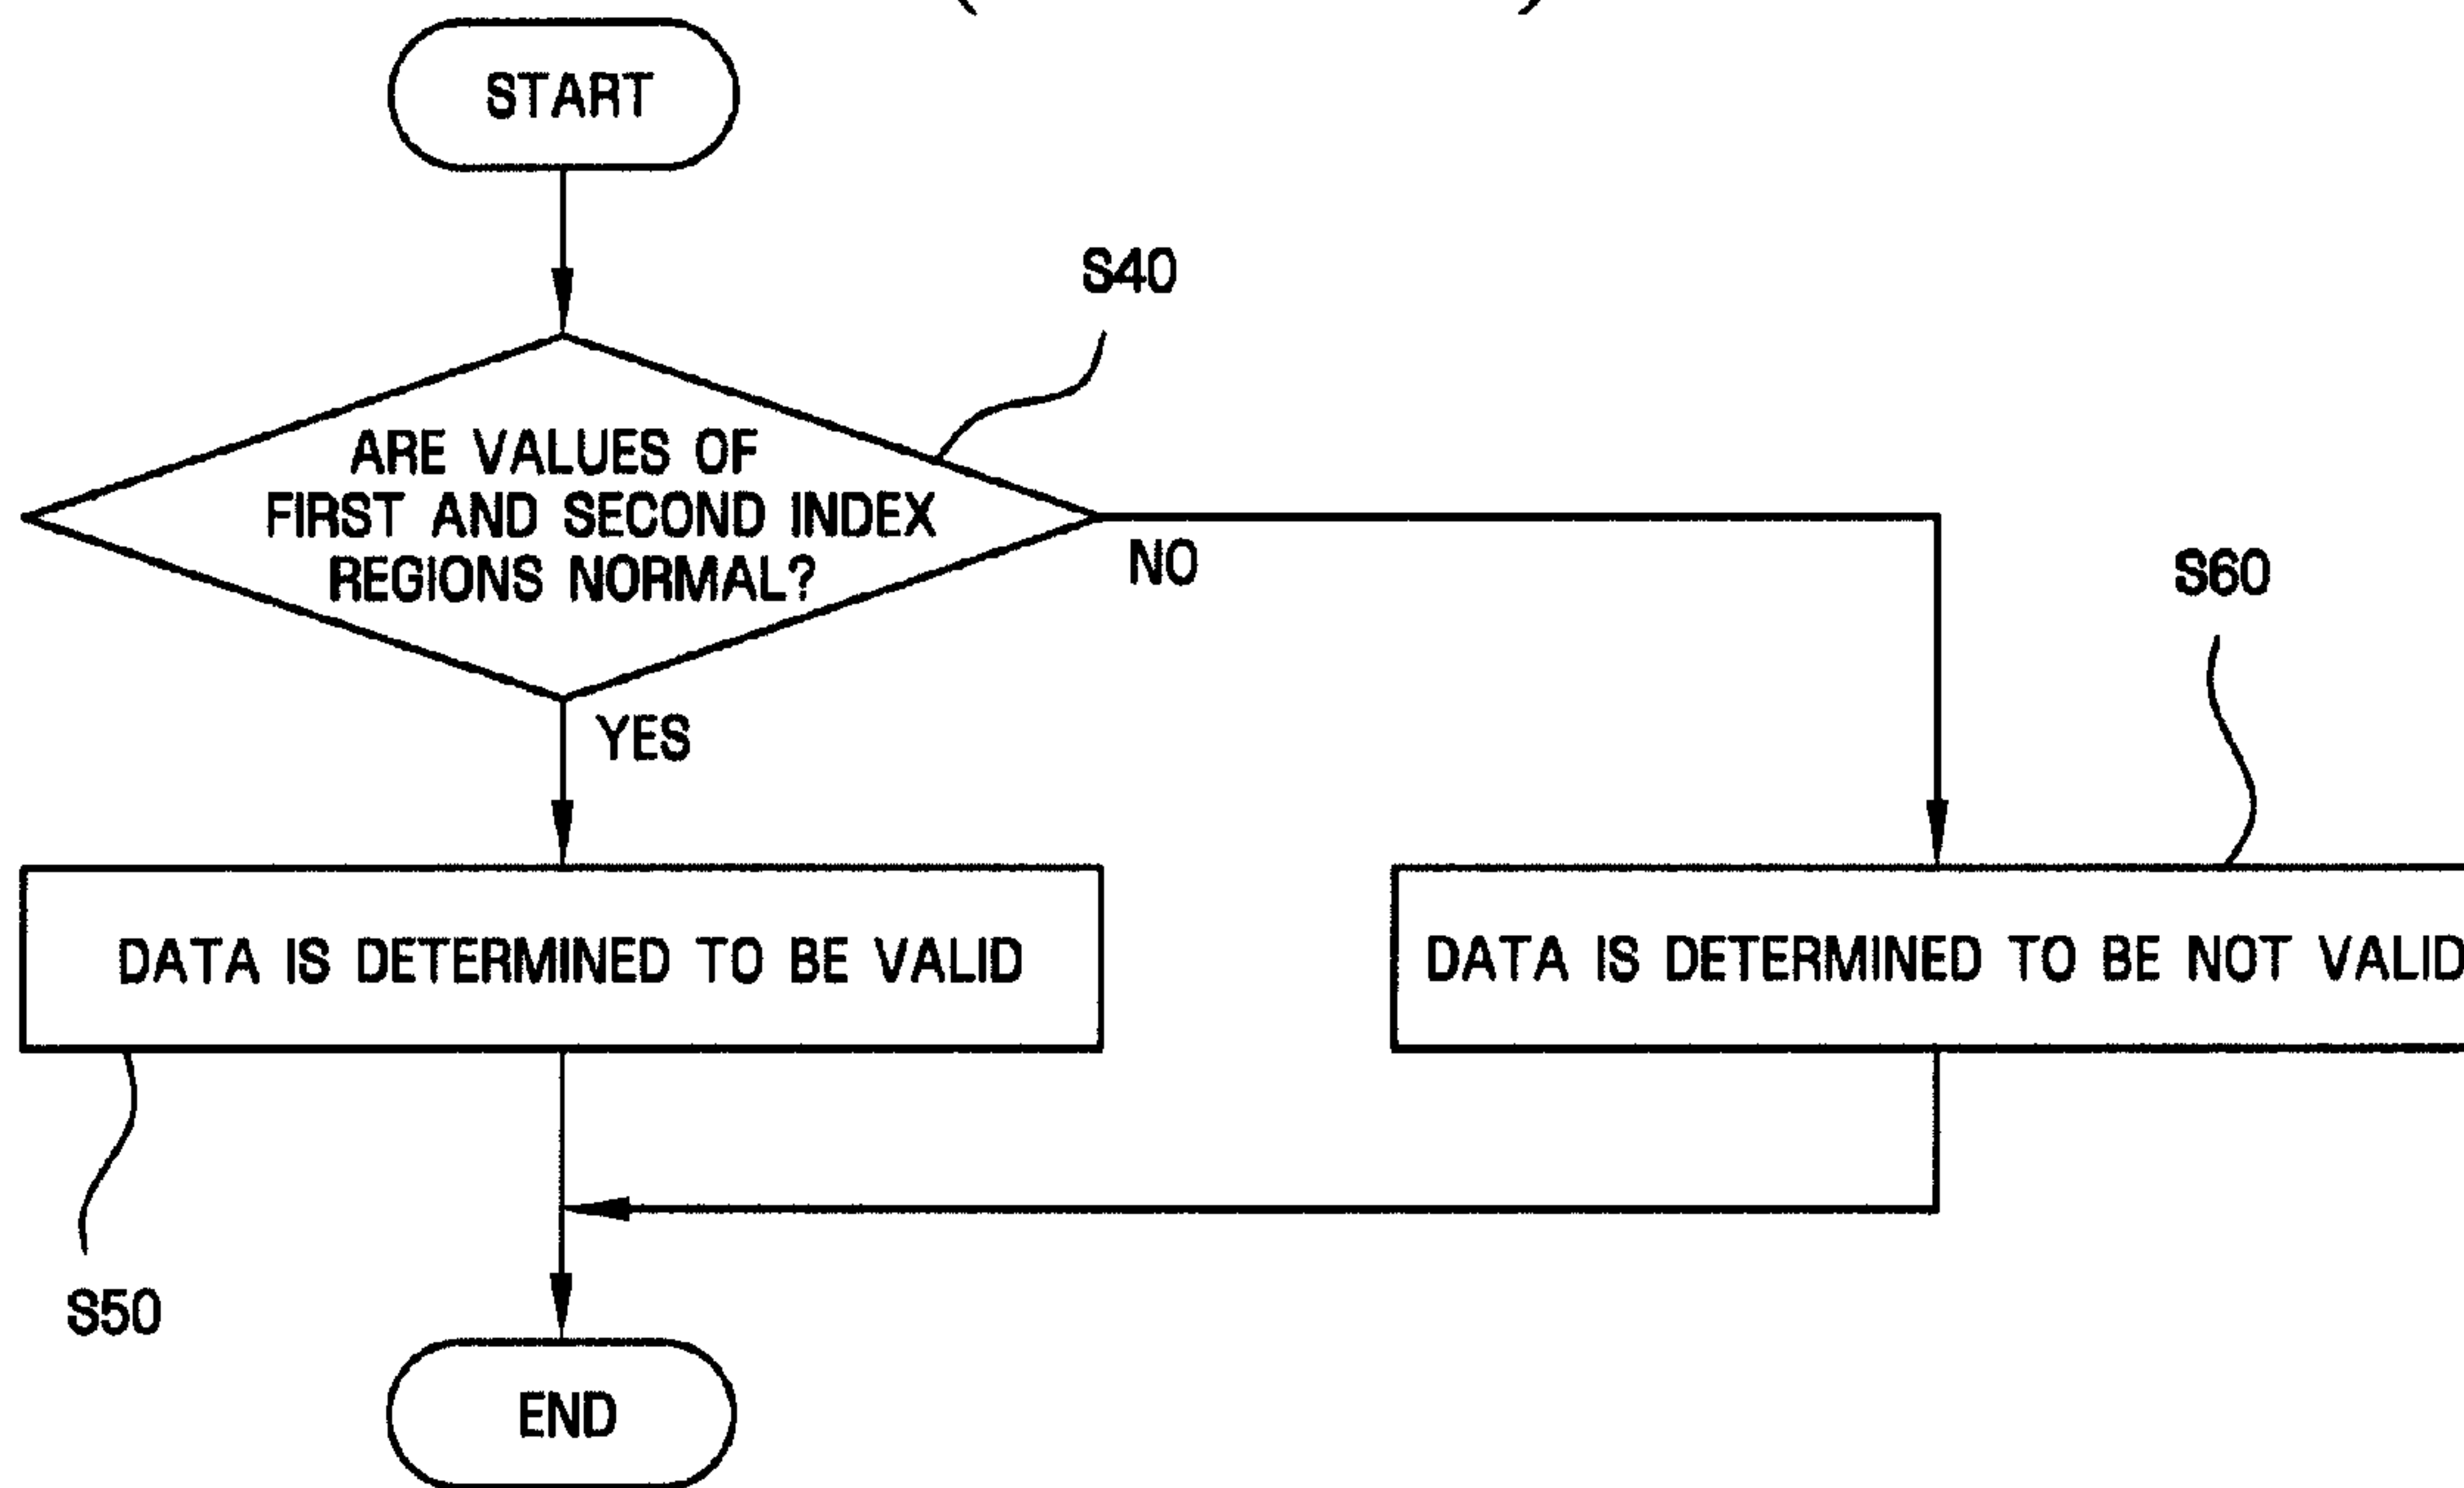 START
S40
ARE VALUES OF
FIRST AND SECOND INDEX
REGIONS NORMAL?
NO
S60
YES
DATA IS DETERMINED TO BE VALID
DATA IS DETERMINED TO BE NOT VALID
S50
END